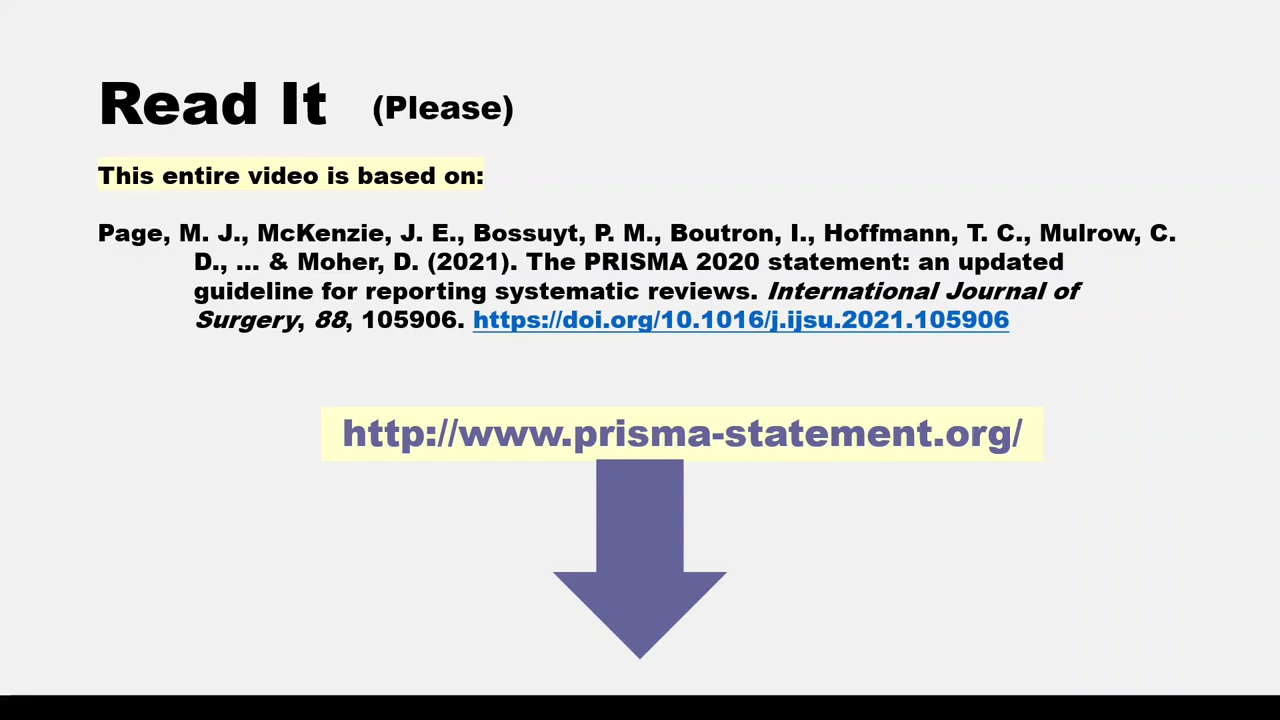 Read It (Please)
This entire video is based on:
Page, M. J., McKenzie, J. E., Bossuyt, P. M., Boutron, I., Hoffmann, T. C., Mulrow, C.
D., ... & Moher, D. (2021). The PRISMA 2020 statement: an updated
guideline for reporting systematic reviews. International Journal of
Surgery, 88, 105906. https://doi.org/10.1016/j.ijsu.2021.105906
http://www.prisma-statement.org/